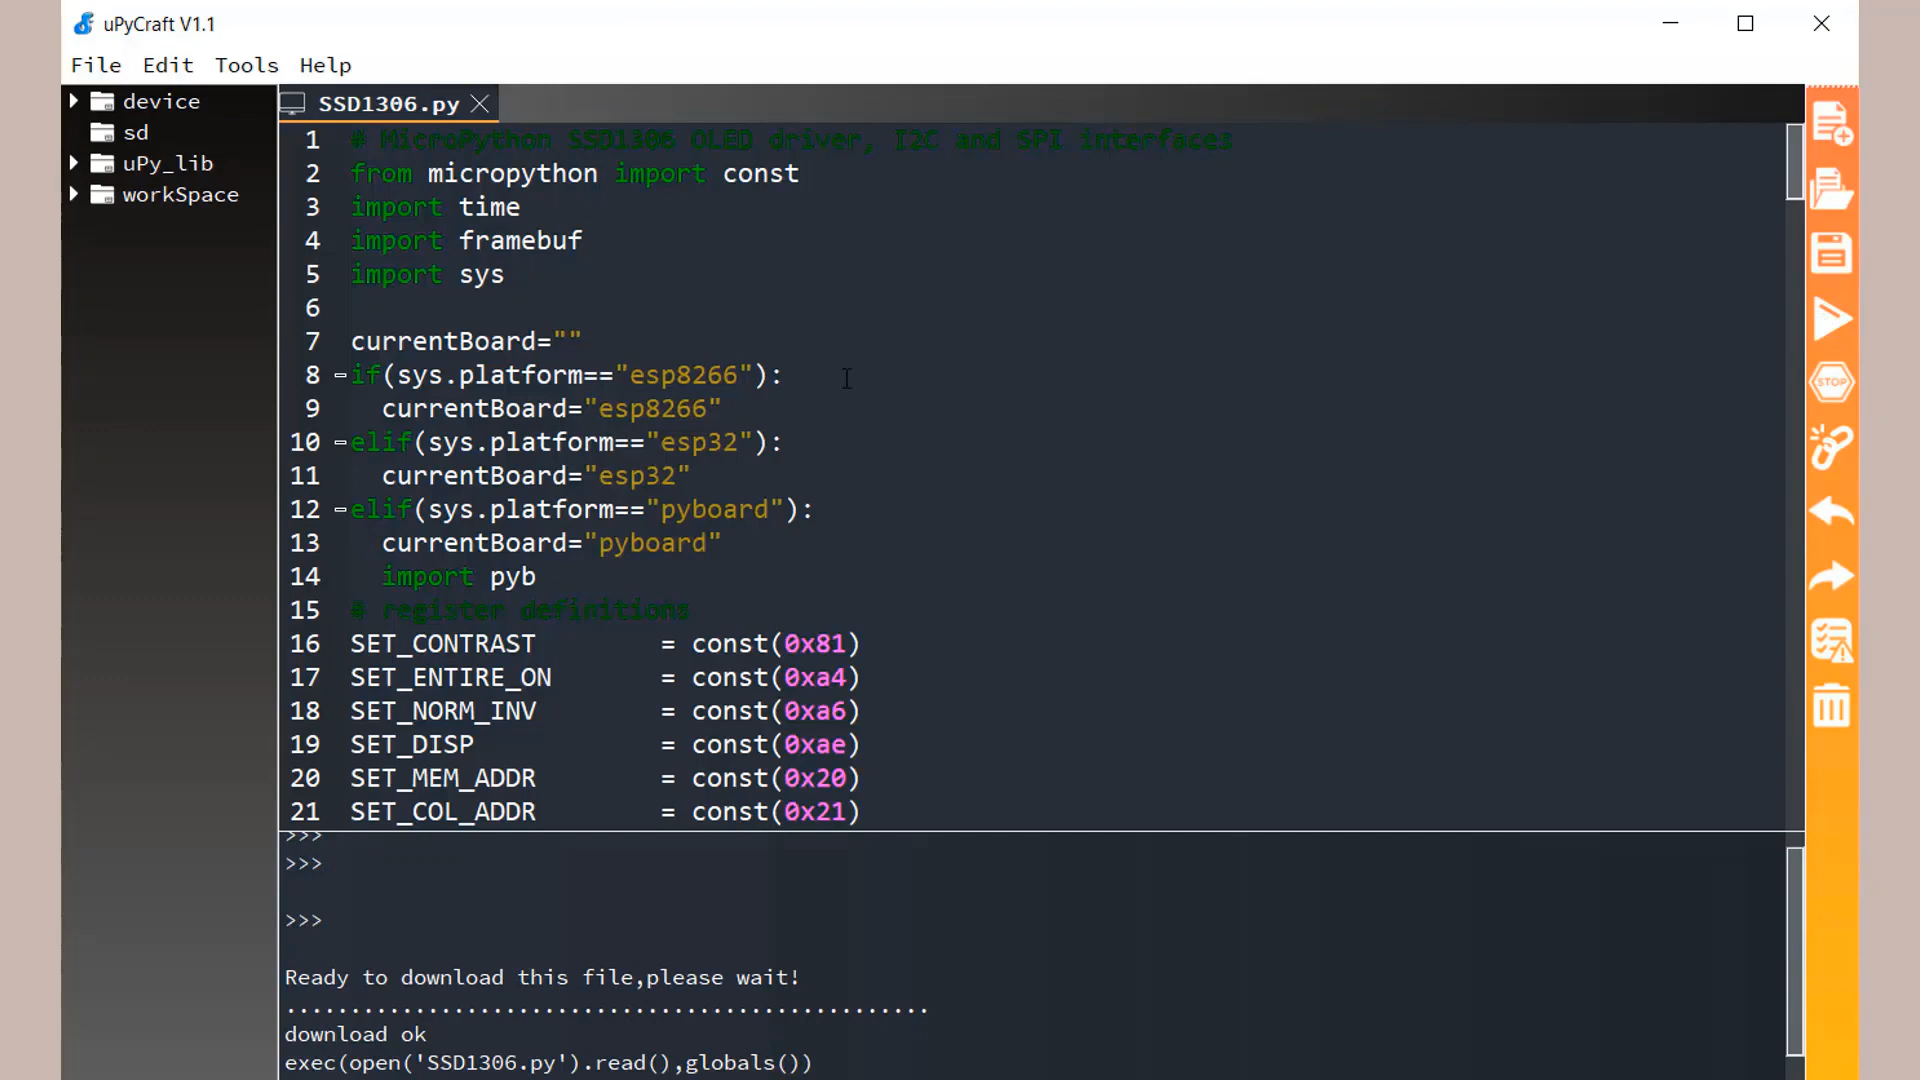 uPyCraft V1.1
File Edit Tools Help
device
sd
uPy_lib
workSpace
SSD1306.py
1 # MicroPython SSD1306 OLED driver, I2C and SPI interfaces
2 from micropython import const
3 import time
4 import framebuf
5 import sys
6
7 currentBoard=""
8 if(sys.platform=="esp8266"):
9   currentBoard="esp8266"
10 elif(sys.platform=="esp32"):
11   currentBoard="esp32"
12 elif(sys.platform=="pyboard"):
13   currentBoard="pyboard"
14   import pyb
15 # register definitions
16 SET_CONTRAST        = const(0x81)
17 SET_ENTIRE_ON       = const(0xa4)
18 SET_NORM_INV        = const(0xa6)
19 SET_DISP            = const(0xae)
20 SET_MEM_ADDR        = const(0x20)
21 SET_COL_ADDR        = const(0x21)
>>>
>>>
>>>
Ready to download this file,please wait!
..................................................
download ok
exec(open('SSD1306.py').read(),globals())
STOP